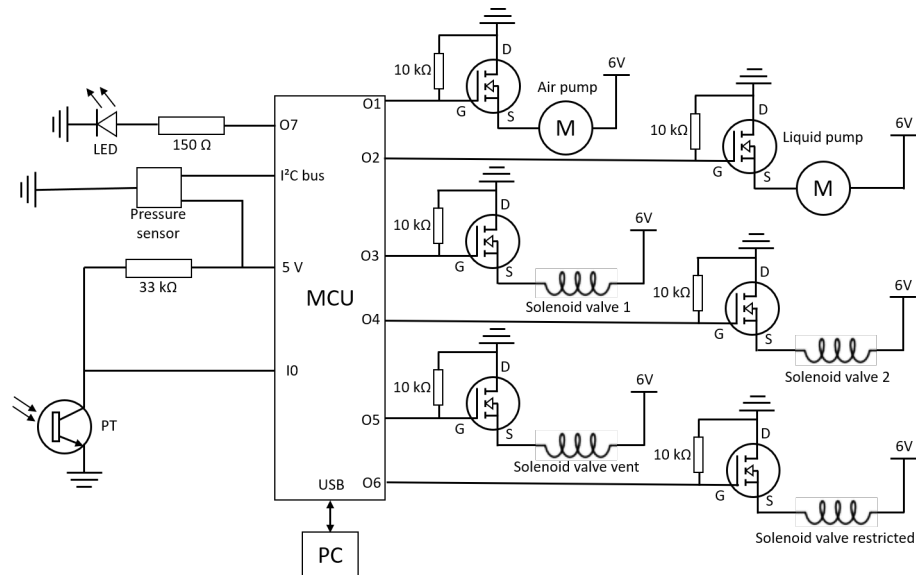 D
6V
10 kΩ
Air pump
O1
G
S
M
6V
D
10 kΩ
Liquid pump
O7
LED
150 Ω
O2
G
S
M
I²C bus
Pressure
sensor
D
6V
10 kΩ
O3
G
S
Solenoid valve 1
5 V
33 kΩ
MCU
D
6V
10 kΩ
O4
G
S
Solenoid valve 2
I0
PT
D
6V
10 kΩ
O5
G
S
Solenoid valve vent
D
6V
10 kΩ
USB
O6
G
S
Solenoid valve restricted
PC